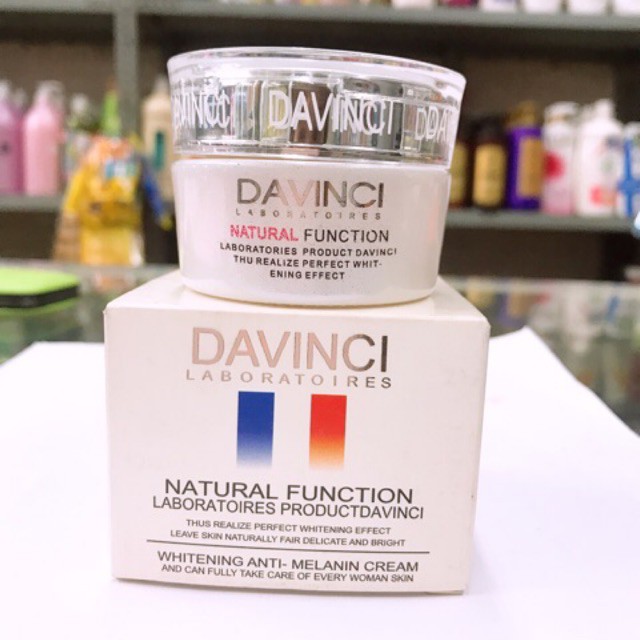 DAVINCI
DAVINCI
LABORATOIRES
NATURAL FUNCTION
LABORATORIES PRODUCT DAVINCI
THU REALIZE PERFECT WHIT-
ENING EFFECT
DAVINCI
LABORATOIRES
NATURAL FUNCTION
LABORATOIRES PRODUCTDAVINCI
THUS REALIZE PERFECT WHITENING EFFECT
LEAVE SKIN NATURALLY FAIR DELICATE AND BRIGHT
WHITENING ANTI- MELANIN CREAM
AND CAN FULLY TAKE CARE OF EVERY WOMAN SKIN